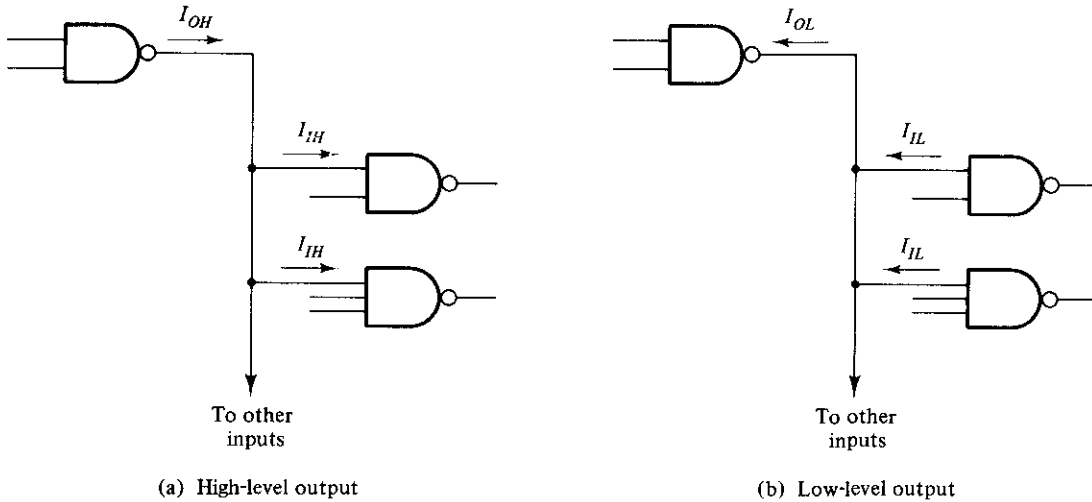 I_OH
I_IH
I_IH
To other
inputs
(a) High-level output
I_OL
I_IL
I_IL
To other
inputs
(b) Low-level output